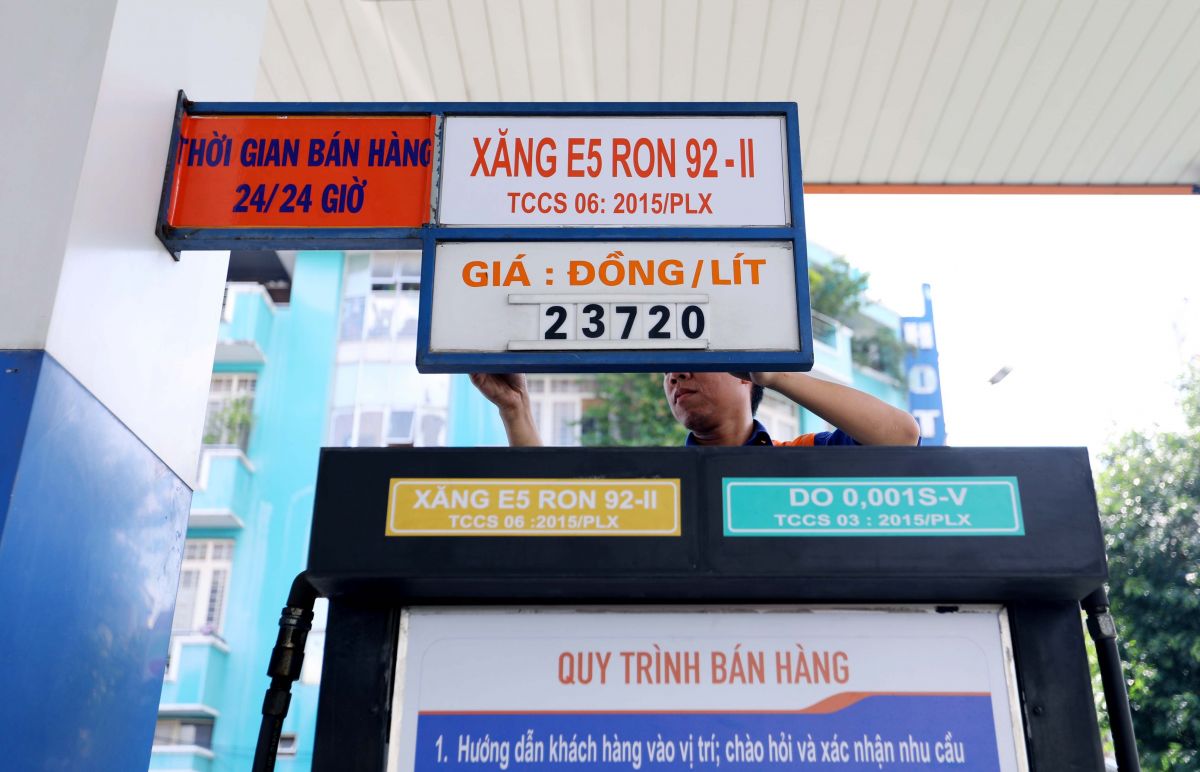 THỜI GIAN BÁN HÀNG
24/24 GIỜ
XĂNG E5 RON 92 - II
TCCS 06: 2015/PLX
GIÁ : ĐỒNG/LÍT
23720
XĂNG E5 RON 92-II
TCCS 06 :2015/PLX
DO 0,001S-V
TCCS 03 : 2015/PLX
QUY TRÌNH BÁN HÀNG
1. Hướng dẫn khách hàng vào vị trí; chào hỏi và xác nhận nhu cầu